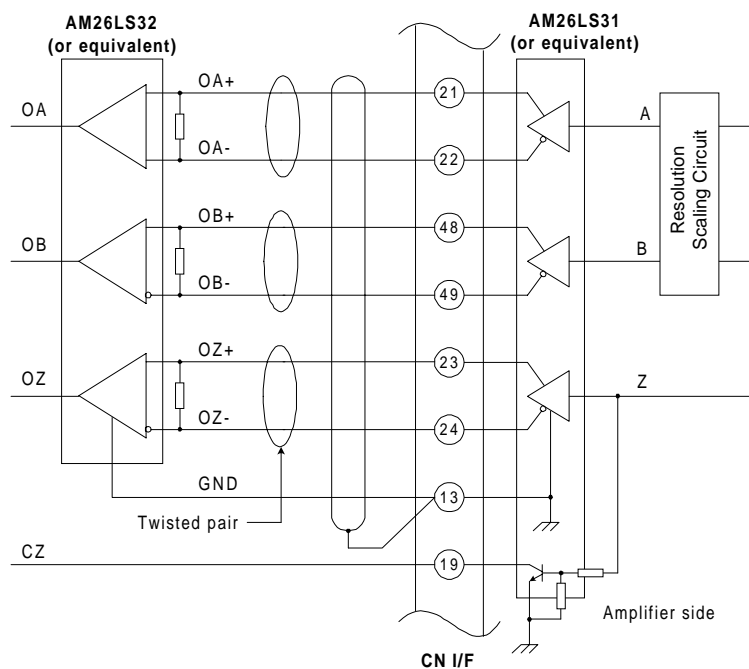 AM26LS32
(or equivalent)
AM26LS31
(or equivalent)
OA+
21
OA
A
OA-
22
Resolution
Scaling Circuit
OB+
48
OB
B
OB-
49
OZ+
23
OZ
Z
OZ-
24
GND
13
Twisted pair
CZ
19
Amplifier side
CN I/F